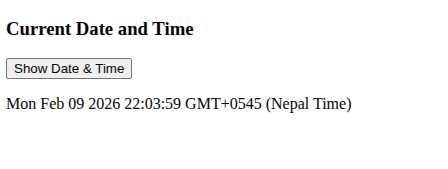 Current Date and Time
Show Date & Time
Mon Feb 09 2026 22:03:59 GMT+0545 (Nepal Time)